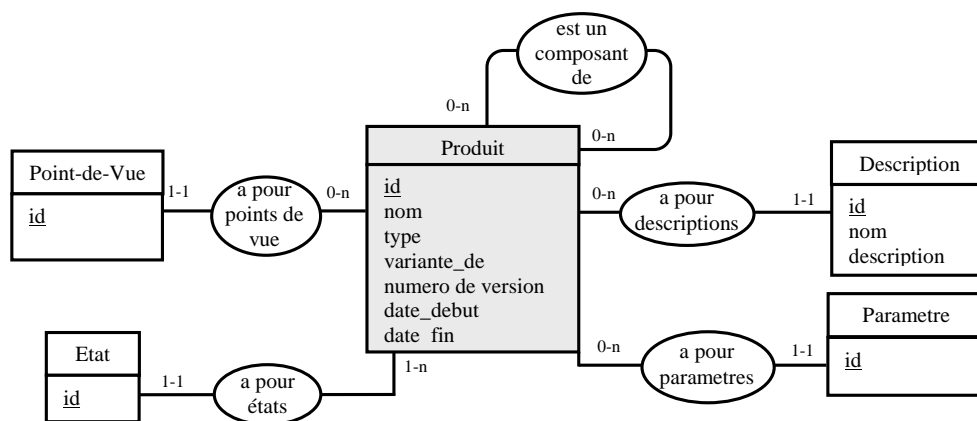 est un
composant
de
0-n
0-n
Produit
id
nom
type
variante_de
numero de version
date_debut
date_fin
Point-de-Vue
id
1-1
a pour
points de
vue
0-n
0-n
a pour
descriptions
1-1
Description
id
nom
description
Etat
id
1-1
a pour
états
1-n
0-n
a pour
parametres
1-1
Parametre
id